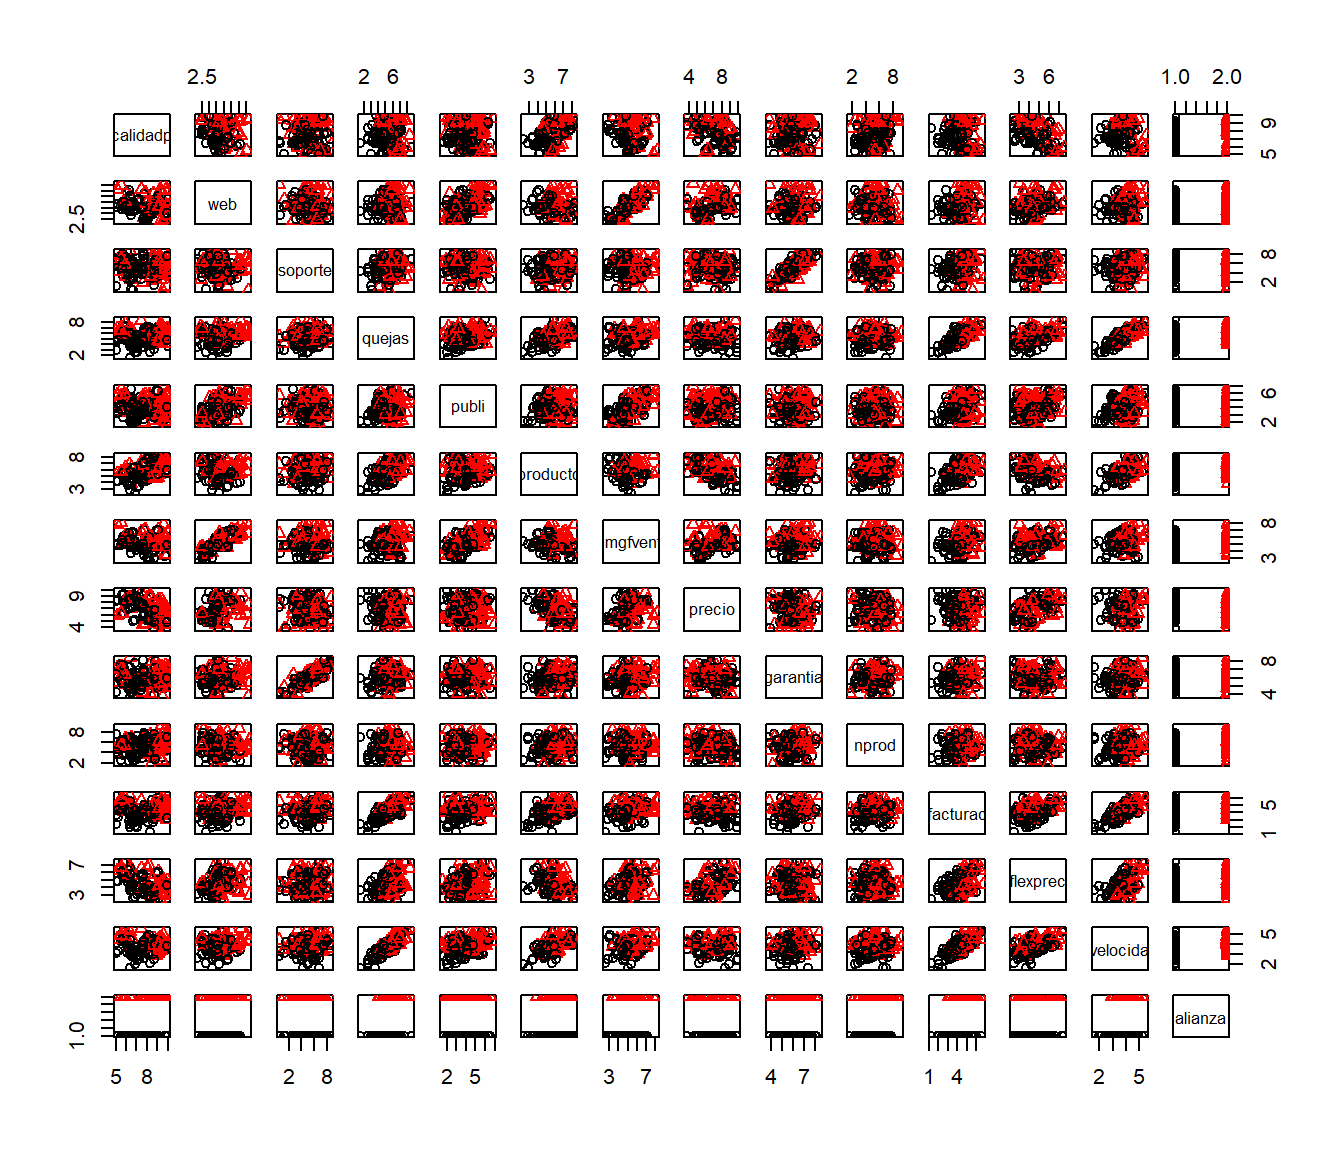 2.5 2 6 3 7 4 8 2 8 3 6 1.0 2.0
calidadp 9 5
2.5 web
soporte 8 2
8 2 quejas
publi 6 2
8 3 producto
mgfvent 8 3
9 4 precio
garantia 8 4
8 2 nprod
facturac 5 1
7 3 flexprec
velocida 5 2
1.0 alianza
5 8 2 8 2 5 3 7 4 7 1 4 2 5